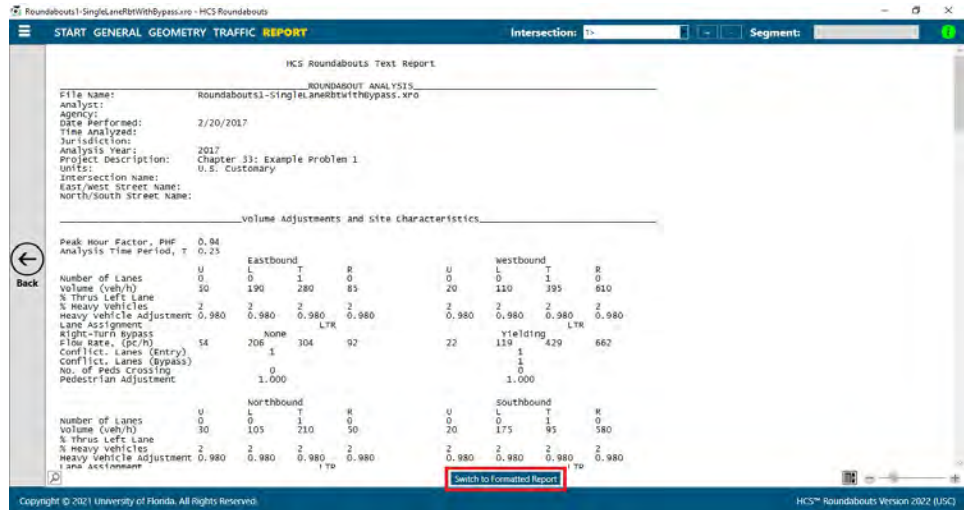 Roundabouts1-SingleLaneRbtWithBypass.xro - HCS Roundabouts
START GENERAL GEOMETRY TRAFFIC REPORT Intersection: 1> Segment:
HCS Roundabouts Text Report
ROUNDABOUT ANALYSIS
File Name: Roundabouts1-SingleLaneRbtWithBypass.xro
Analyst:
Agency:
Date Performed: 2/20/2017
Time Analyzed:
Jurisdiction:
Analysis Year: 2017
Project Description: Chapter 33: Example Problem 1
Units: U.S. Customary
Intersection Name:
East/West Street Name:
North/South Street Name:
Volume Adjustments and Site Characteristics
Peak Hour Factor, PHF 0.94
Analysis Time Period, T 0.25
Eastbound Westbound
U L T R U L T R
Number of Lanes 0 0 1 0 0 0 1 0
Volume (veh/h) 50 190 280 85 20 110 395 610
% Thrus Left Lane
% Heavy Vehicles 2 2 2 2 2 2 2 2
Heavy Vehicle Adjustment 0.980 0.980 0.980 0.980 0.980 0.980 0.980 0.980
Lane Assignment LTR LTR
Right-Turn Bypass None Yielding
Flow Rate, (pc/h) 54 206 304 92 22 119 429 662
Conflict. Lanes (Entry) 1 1
Conflict. Lanes (Bypass) 1
No. of Peds Crossing 0 0
Pedestrian Adjustment 1.000 1.000
Northbound Southbound
U L T R U L T R
Number of Lanes 0 0 1 0 0 0 1 0
Volume (veh/h) 30 105 210 50 20 175 95 580
% Thrus Left Lane
% Heavy Vehicles 2 2 2 2 2 2 2 2
Heavy Vehicle Adjustment 0.980 0.980 0.980 0.980 0.980 0.980 0.980 0.980
Lane Assignment LTR LTR
Back
Switch to Formatted Report
Copyright © 2021 University of Florida. All Rights Reserved. HCS™ Roundabouts Version 2022 (USC)